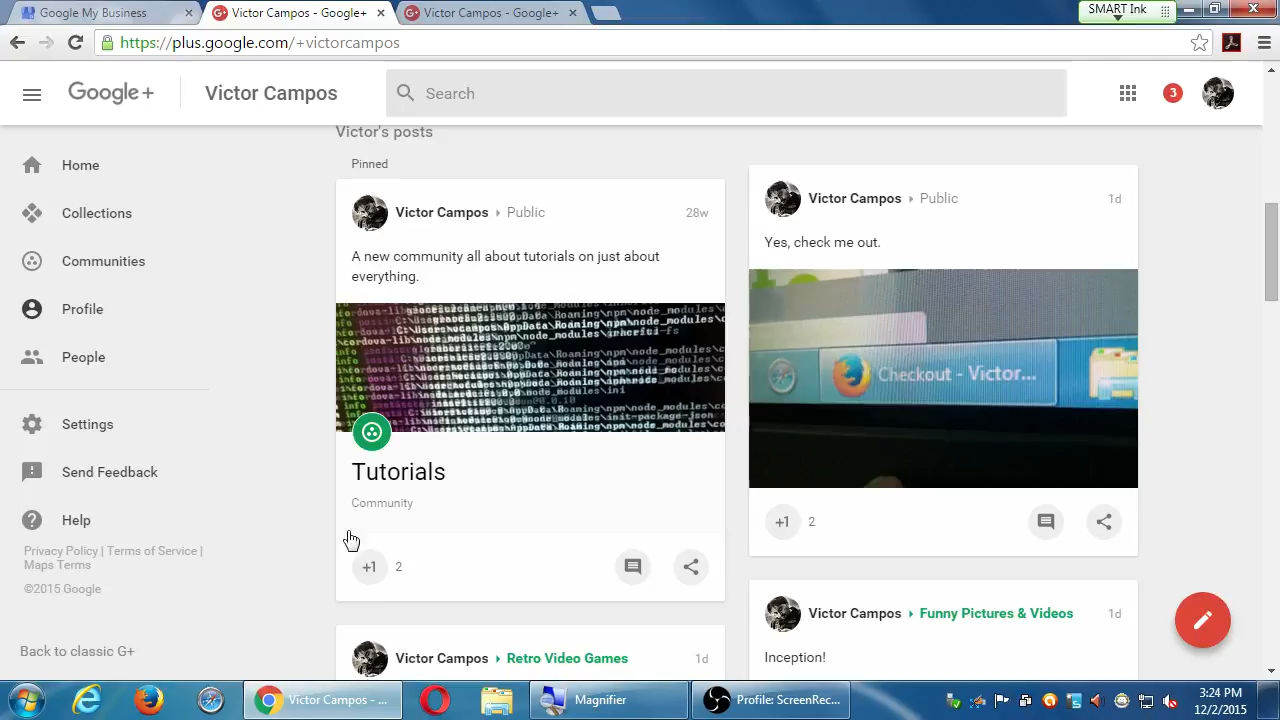 Google My Business
Victor Campos - Google+
Victor Campos - Google+
SMART Ink
https://plus.google.com/+victorcampos
Google+
Victor Campos
Search
3
Home
Collections
Communities
Profile
People
Settings
Send Feedback
Help
Privacy Policy | Terms of Service |
Maps Terms
©2015 Google
Back to classic G+
Victor's posts
Pinned
Victor Campos
Public
28w
A new community all about tutorials on just about
everything.
Tutorials
Community
+1
2
Victor Campos
Retro Video Games
1d
Victor Campos
Public
1d
Yes, check me out.
Checkout - Victor...
+1
2
Victor Campos
Funny Pictures & Videos
1d
Inception!
Victor Campos - ...
Magnifier
Profile: ScreenRec...
3:24 PM
12/2/2015